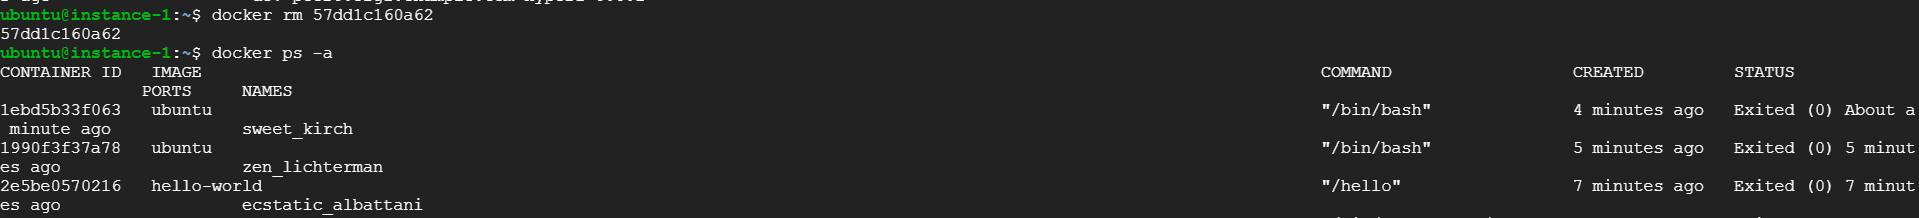 ubuntu@instance-1:~$ docker rm 57dd1c160a62
57dd1c160a62
ubuntu@instance-1:~$ docker ps -a
CONTAINER ID   IMAGE   COMMAND   CREATED   STATUS
PORTS   NAMES
1ebd5b33f063   ubuntu   "/bin/bash"   4 minutes ago   Exited (0) About a
minute ago   sweet_kirch
1990f3f37a78   ubuntu   "/bin/bash"   5 minutes ago   Exited (0) 5 minut
es ago   zen_lichterman
2e5be0570216   hello-world   "/hello"   7 minutes ago   Exited (0) 7 minut
es ago   ecstatic_albattani